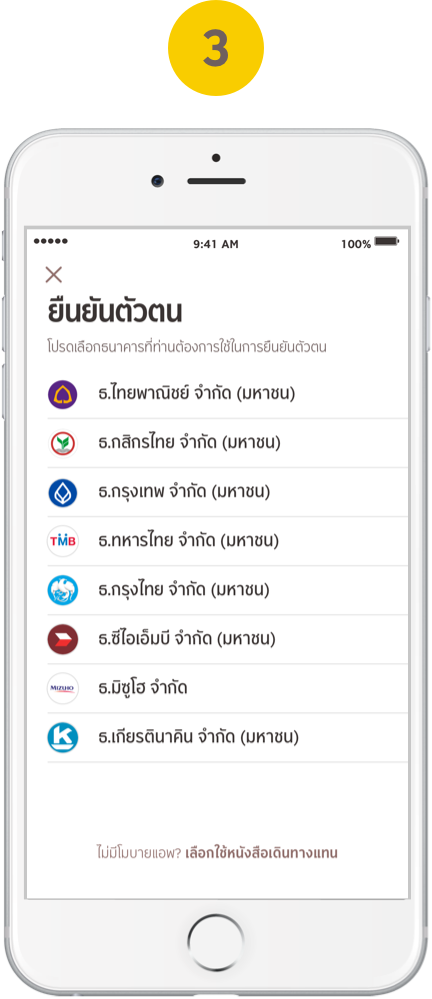 3
9:41 AM 100%
ยืนยันตัวตน
โปรดเลือกธนาคารที่ท่านต้องการใช้ในการยืนยันตัวตน
ธ.ไทยพาณิชย์ จำกัด (มหาชน)
ธ.กสิกรไทย จำกัด (มหาชน)
ธ.กรุงเทพ จำกัด (มหาชน)
TMB ธ.ทหารไทย จำกัด (มหาชน)
ธ.กรุงไทย จำกัด (มหาชน)
ธ.ซีไอเอ็มบี จำกัด (มหาชน)
MIZUHO ธ.มิซูโฮ จำกัด
K ธ.เกียรตินาคิน จำกัด (มหาชน)
ไม่มีโมบายแอพ? เลือกใช้หนังสือเดินทางแทน